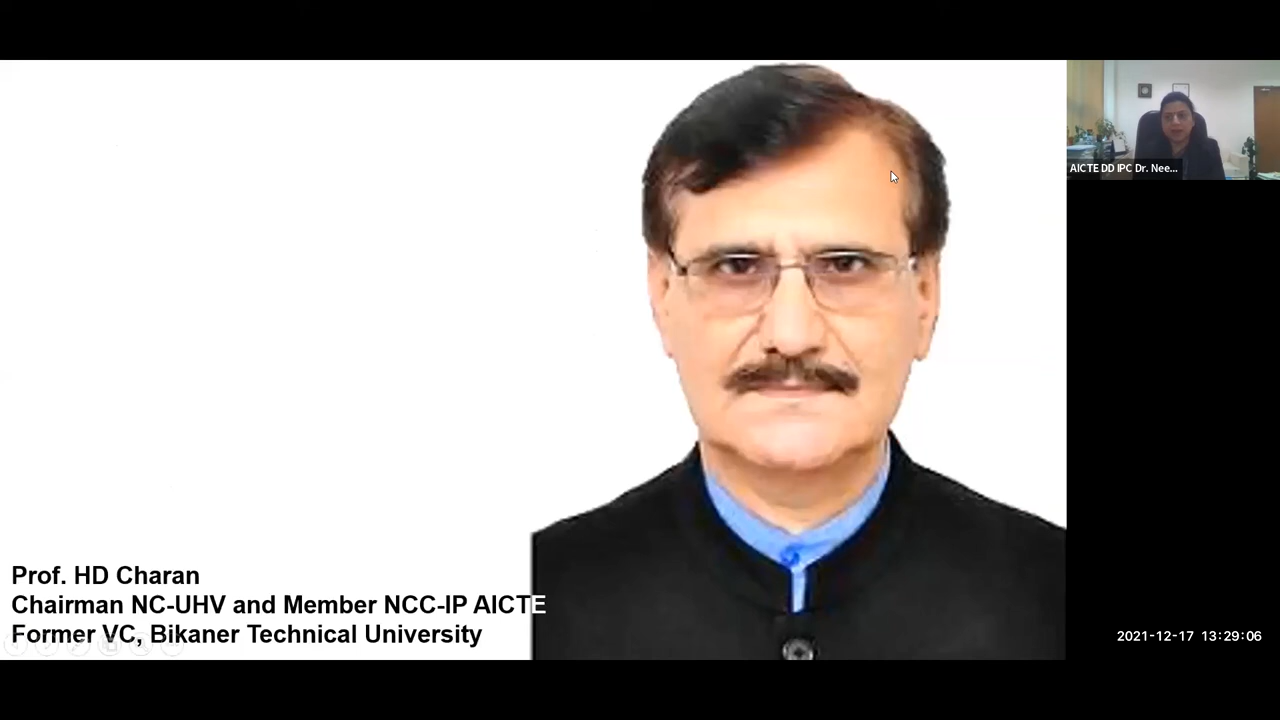 AICTE DD IPC Dr. Nee...
Prof. HD Charan
Chairman NC-UHV and Member NCC-IP AICTE
Former VC, Bikaner Technical University
2021-12-17 13:29:06